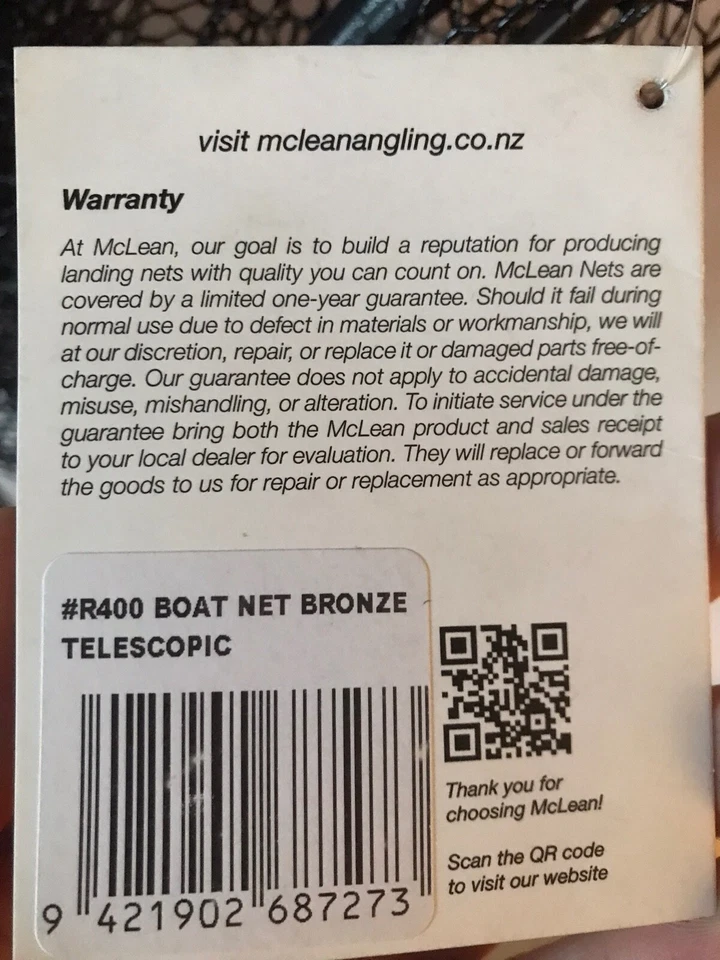 visit mcleanangling.co.nz
Warranty
At McLean, our goal is to build a reputation for producing
landing nets with quality you can count on. McLean Nets are
covered by a limited one-year guarantee. Should it fail during
normal use due to defect in materials or workmanship, we will
at our discretion, repair, or replace it or damaged parts free-of-
charge. Our guarantee does not apply to accidental damage,
misuse, mishandling, or alteration. To initiate service under the
guarantee bring both the McLean product and sales receipt
to your local dealer for evaluation. They will replace or forward
the goods to us for repair or replacement as appropriate.
#R400 BOAT NET BRONZE
TELESCOPIC
9 421902 687273
Thank you for
choosing McLean!
Scan the QR code
to visit our website